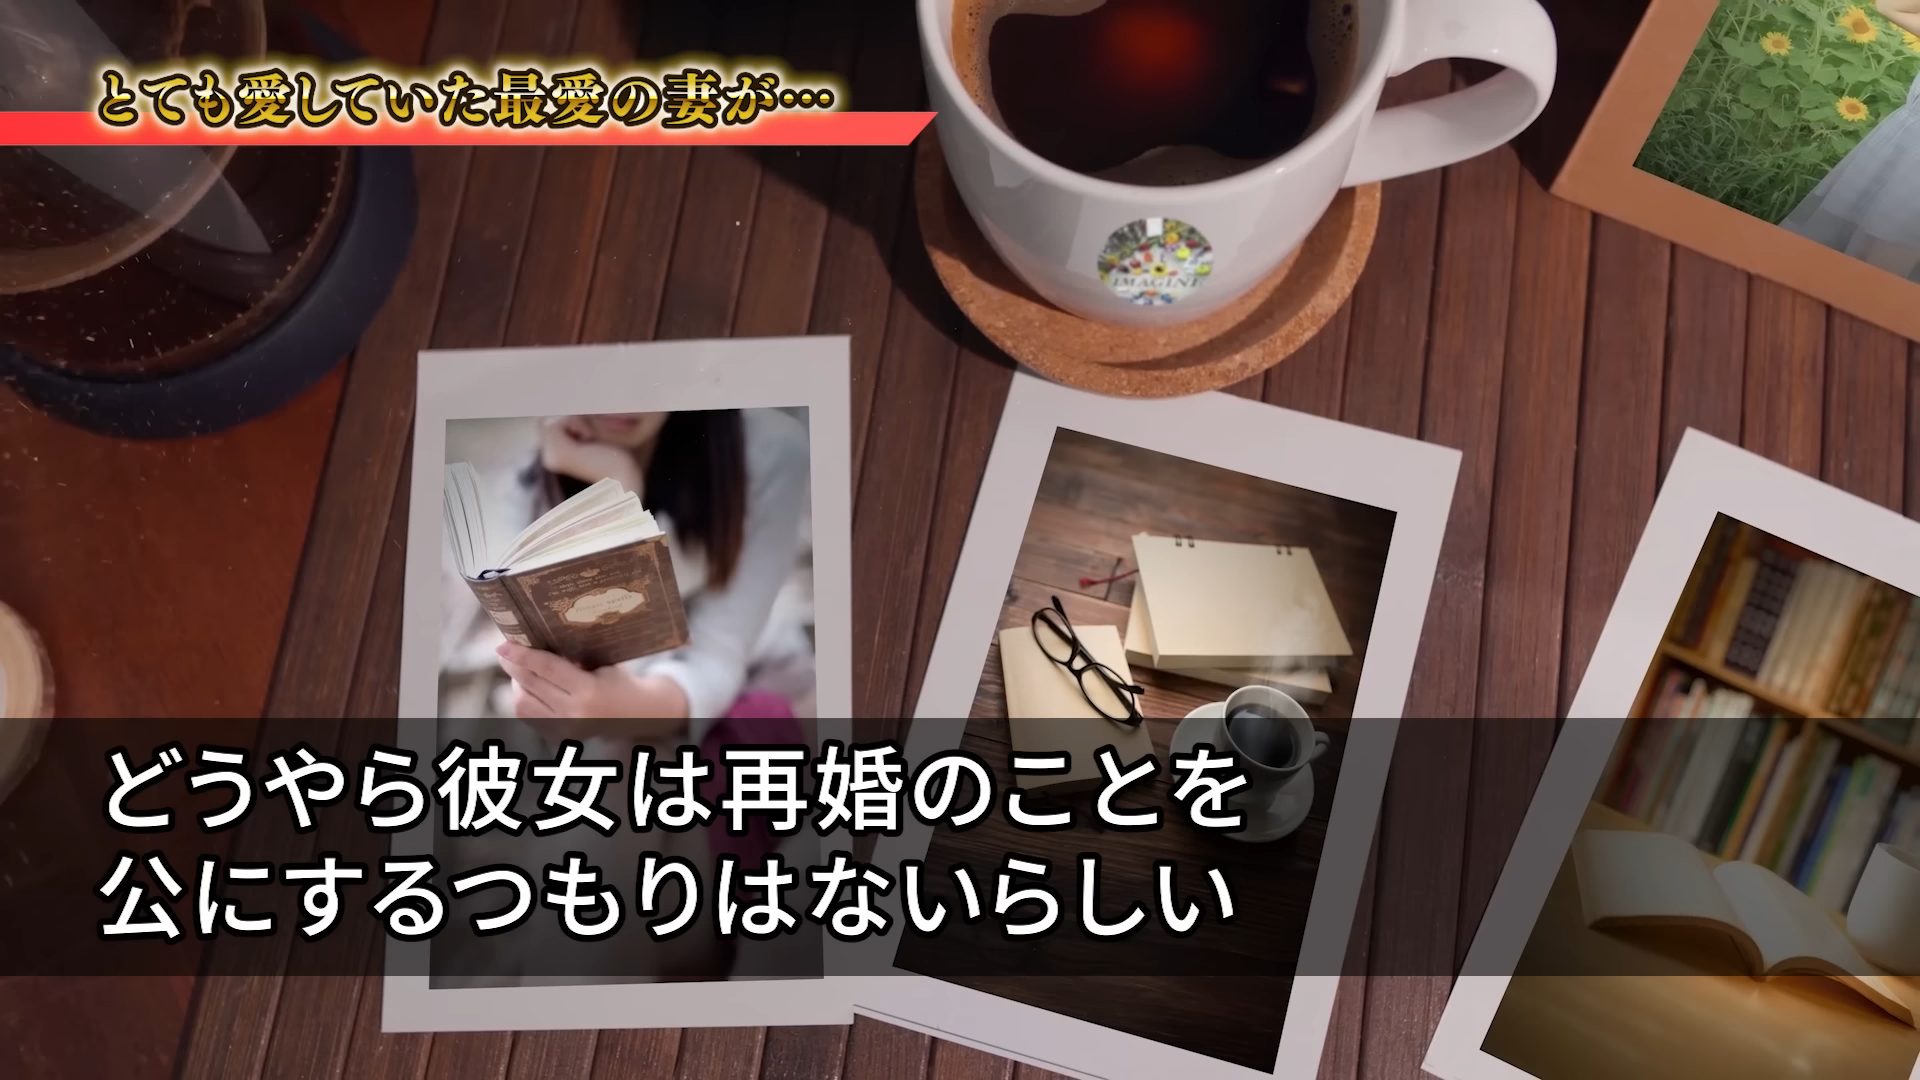 とても愛していた最愛の妻が…
IMAGINE
どうやら彼女は再婚のことを
公にするつもりはないらしい